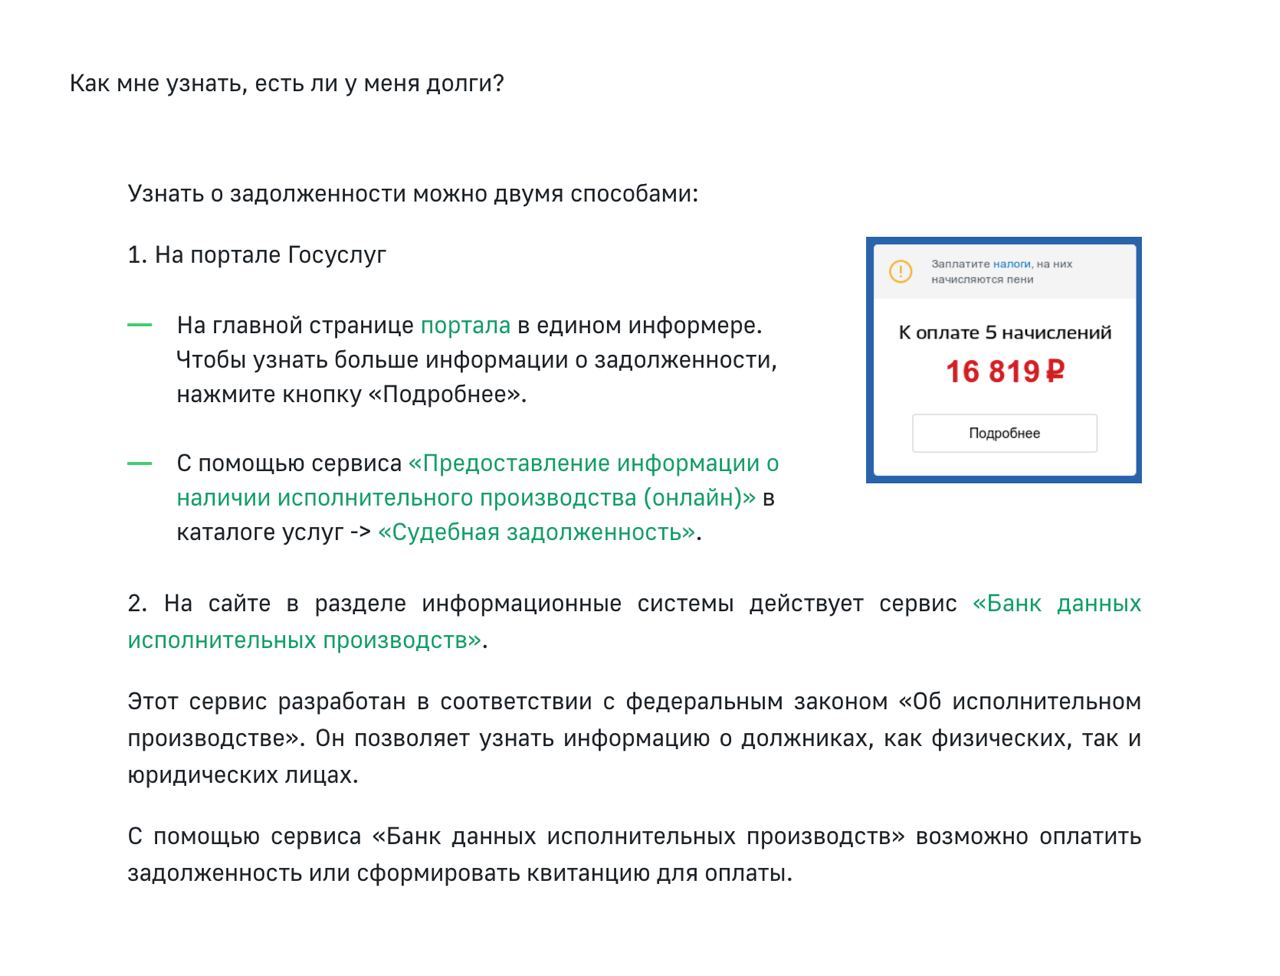 Как мне узнать, есть ли у меня долги?
Узнать о задолженности можно двумя способами:
1. На портале Госуслуг
— На главной странице портала в едином информере.
Чтобы узнать больше информации о задолженности,
нажмите кнопку «Подробнее».
— С помощью сервиса «Предоставление информации о
наличии исполнительного производства (онлайн)» в
каталоге услуг -> «Судебная задолженность».
Заплатите налоги, на них
начисляются пени
К оплате 5 начислений
16 819 ₽
Подробнее
2. На сайте в разделе информационные системы действует сервис «Банк данных
исполнительных производств».
Этот сервис разработан в соответствии с федеральным законом «Об исполнительном
производстве». Он позволяет узнать информацию о должниках, как физических, так и
юридических лицах.
С помощью сервиса «Банк данных исполнительных производств» возможно оплатить
задолженность или сформировать квитанцию для оплаты.